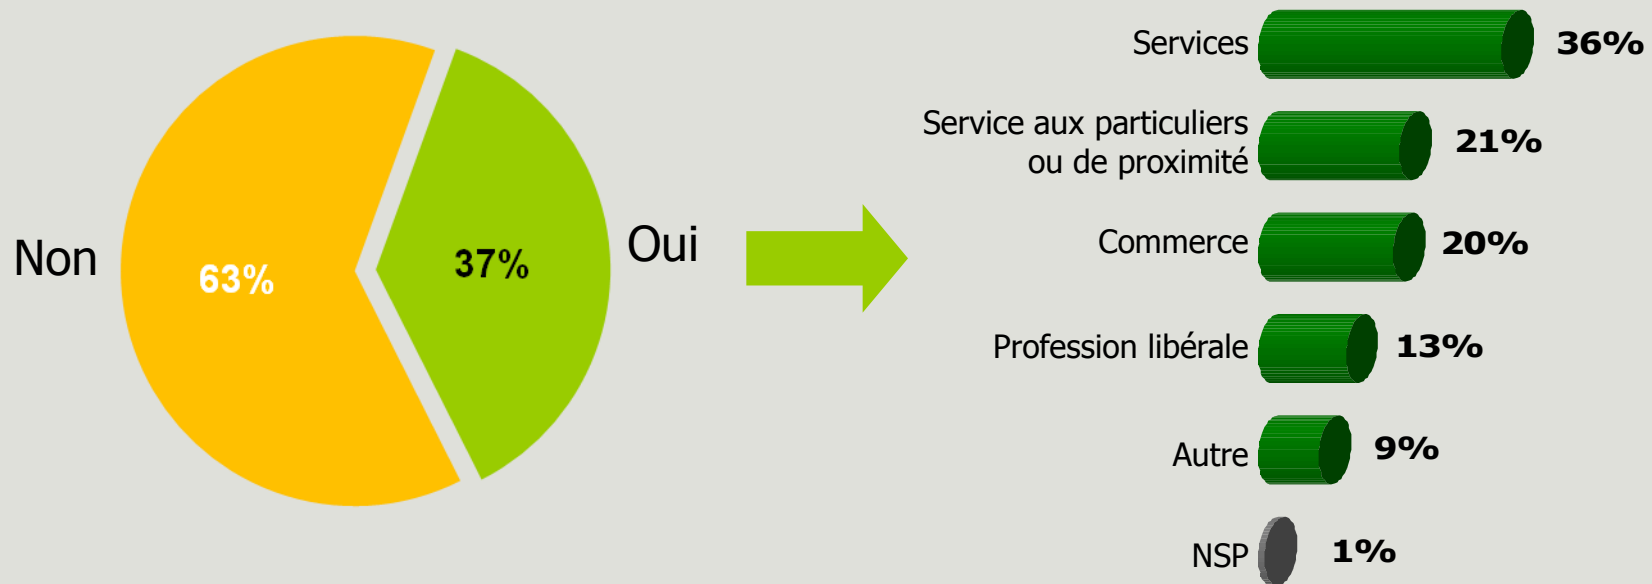 Non
63%
37%
Oui
Services
36%
Service aux particuliers
ou de proximité
21%
Commerce
20%
Profession libérale
13%
Autre
9%
NSP
1%